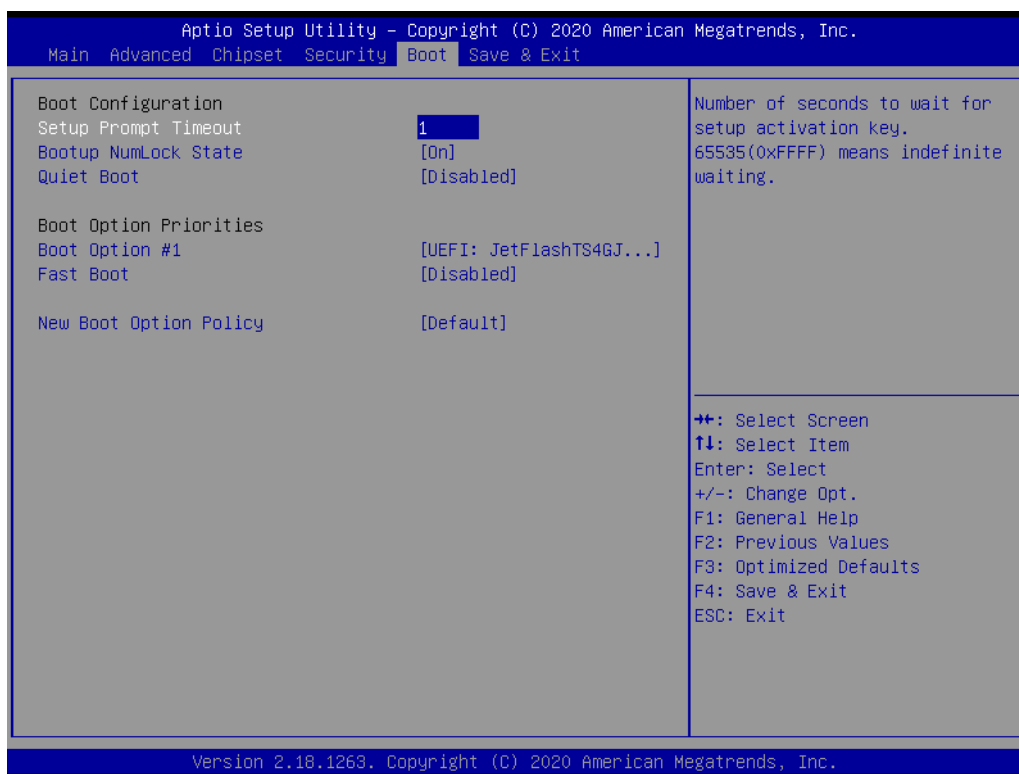 Aptio Setup Utility – Copyright (C) 2020 American Megatrends, Inc.
Main Advanced Chipset Security Boot Save & Exit
Boot Configuration
Setup Prompt Timeout 1
Bootup NumLock State [On]
Quiet Boot [Disabled]
Boot Option Priorities
Boot Option #1 [UEFI: JetFlashTS4GJ...]
Fast Boot [Disabled]
New Boot Option Policy [Default]
Number of seconds to wait for
setup activation key.
65535(0xFFFF) means indefinite
waiting.
→←: Select Screen
↑↓: Select Item
Enter: Select
+/-: Change Opt.
F1: General Help
F2: Previous Values
F3: Optimized Defaults
F4: Save & Exit
ESC: Exit
Version 2.18.1263. Copyright (C) 2020 American Megatrends, Inc.